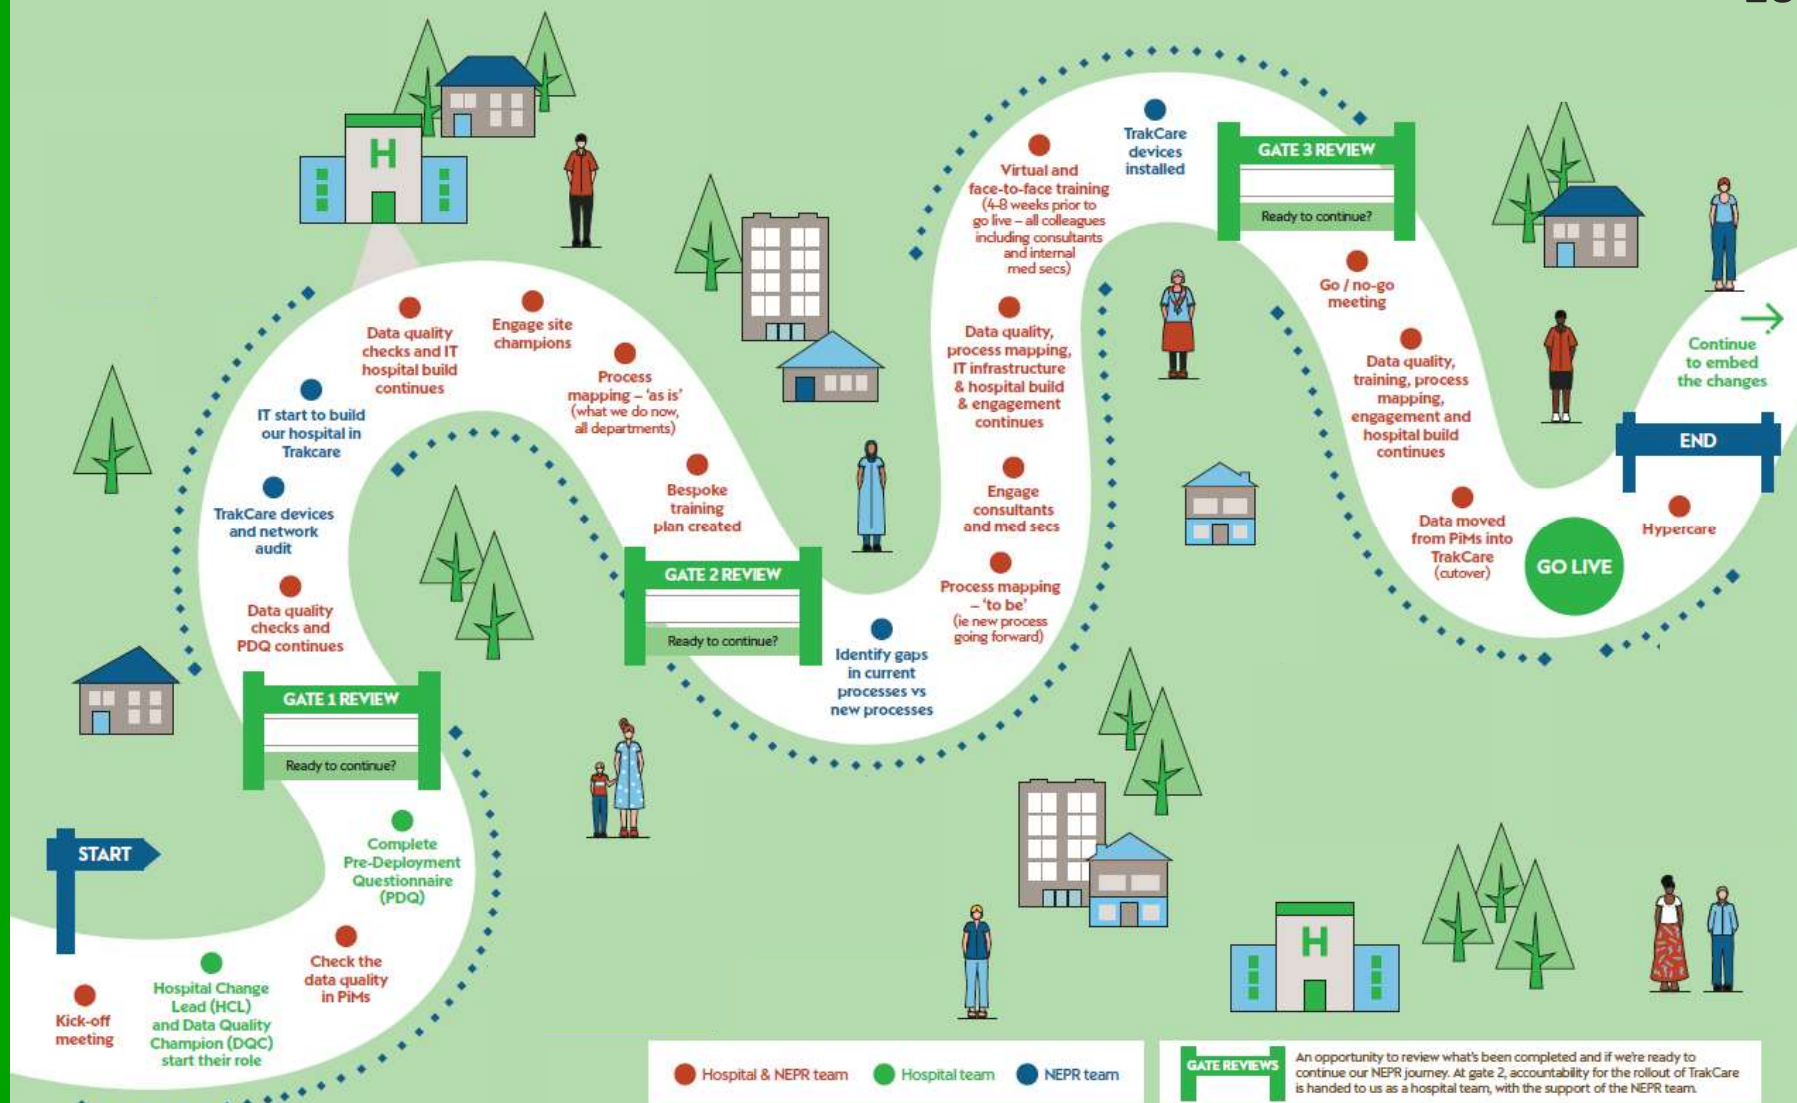 START
Kick-off
meeting
Hospital Change
Lead (HCL)
and Data Quality
Champion (DQC)
start their role
Check the
data quality
in PiMs
Complete
Pre-Deployment
Questionnaire
(PDQ)
GATE 1 REVIEW
Ready to continue?
Data quality
checks and
PDQ continues
TrakCare devices
and network
audit
IT start to build
our hospital in
Trakcare
H
Data quality
checks and IT
hospital build
continues
Engage site
champions
Process
mapping – ‘as is’
(what we do now,
all departments)
Bespoke
training
plan created
GATE 2 REVIEW
Ready to continue?
Identify gaps
in current
processes vs
new processes
Process mapping
– ‘to be’
(ie new process
going forward)
Engage
consultants
and med secs
Data quality,
process mapping,
IT infrastructure
& hospital build
& engagement
continues
Virtual and
face-to-face training
(4-8 weeks prior to
go live – all colleagues
including consultants
and internal
med secs)
TrakCare
devices
installed
GATE 3 REVIEW
Ready to continue?
Go / no-go
meeting
Data quality,
training, process
mapping,
engagement and
hospital build
continues
Data moved
from PiMs into
TrakCare
(cutover)
GO LIVE
Hypercare
END
Continue
to embed
the changes
H
Hospital & NEPR team
Hospital team
NEPR team
GATE REVIEWS
An opportunity to review what's been completed and if we're ready to
continue our NEPR journey. At gate 2, accountability for the rollout of TrakCare
is handed to us as a hospital team, with the support of the NEPR team.